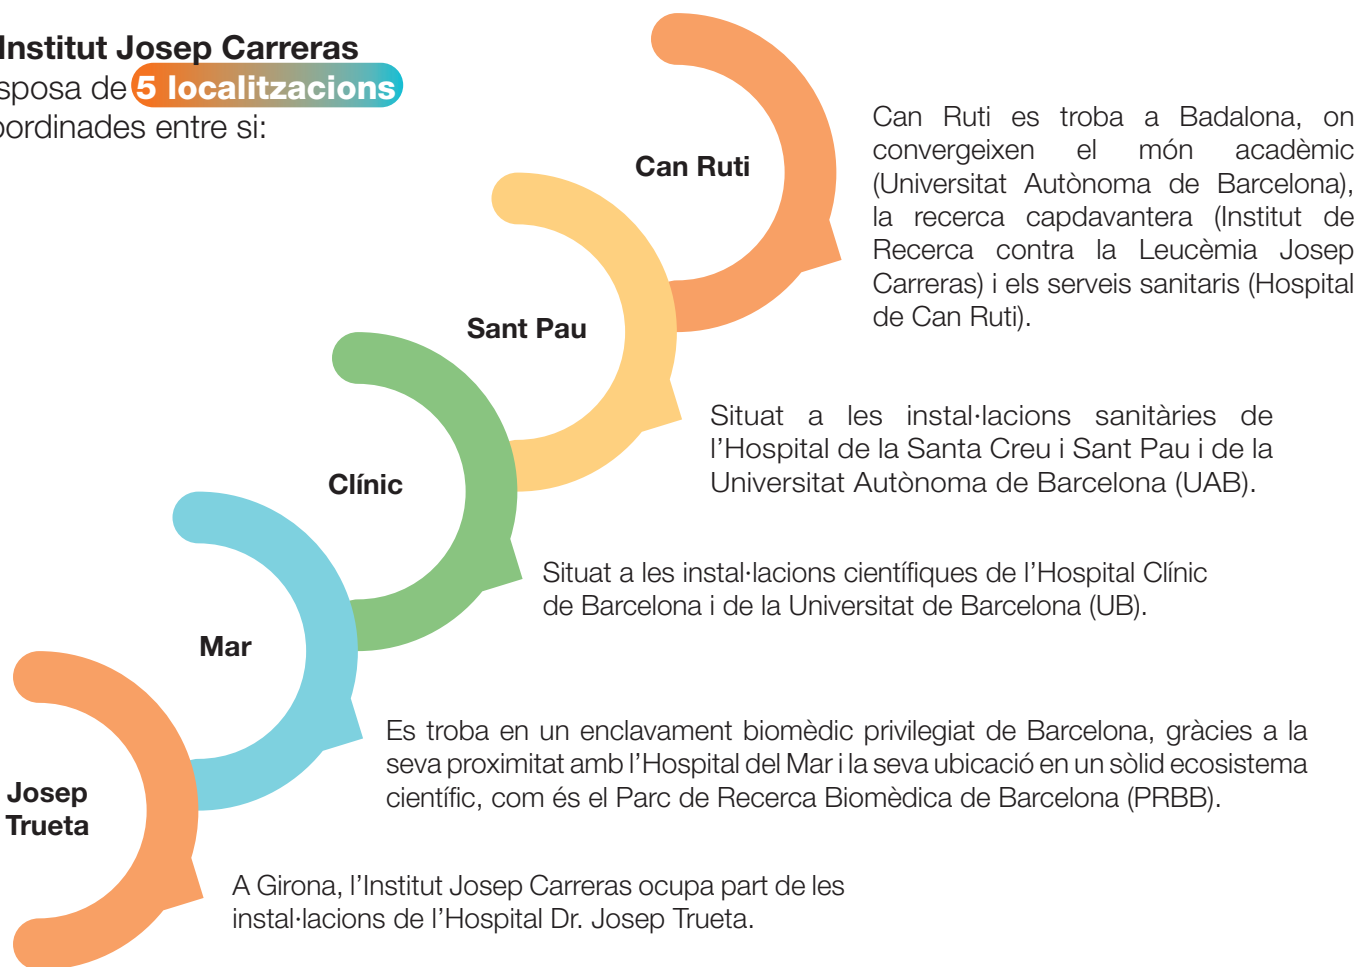 Institut Josep Carreras
sposa de 5 localitzacions
ordinades entre si:
Can Ruti
Can Ruti es troba a Badalona, on
convergeixen el món acadèmic
(Universitat Autònoma de Barcelona),
la recerca capdavantera (Institut de
Recerca contra la Leucèmia Josep
Carreras) i els serveis sanitaris (Hospital
de Can Ruti).
Sant Pau
Situat a les instal·lacions sanitàries de
l’Hospital de la Santa Creu i Sant Pau i de la
Universitat Autònoma de Barcelona (UAB).
Clínic
Situat a les instal·lacions científiques de l’Hospital Clínic
de Barcelona i de la Universitat de Barcelona (UB).
Mar
Es troba en un enclavament biomèdic privilegiat de Barcelona, gràcies a la
seva proximitat amb l’Hospital del Mar i la seva ubicació en un sòlid ecosistema
científic, com és el Parc de Recerca Biomèdica de Barcelona (PRBB).
Josep
Trueta
A Girona, l’Institut Josep Carreras ocupa part de les
instal·lacions de l’Hospital Dr. Josep Trueta.